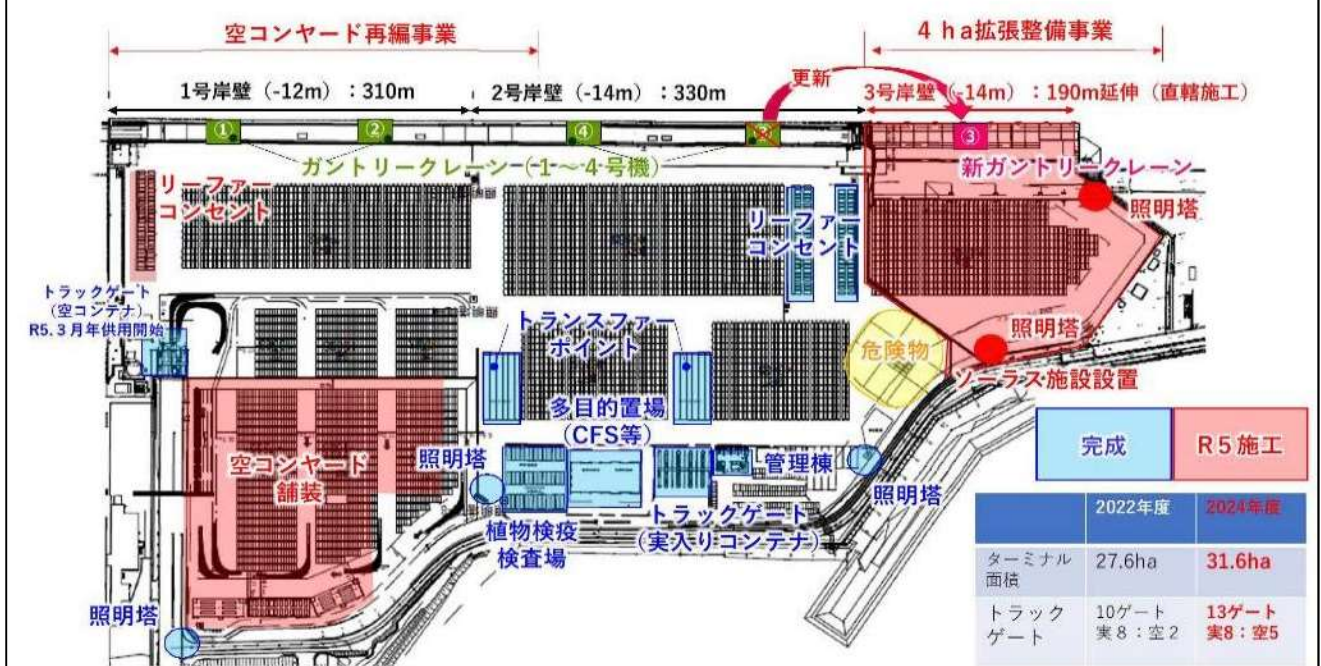 空コンヤード再編事業
4 ha拡張整備事業
1号岸壁（-12m）：310m
2号岸壁（-14m）：330m
更新
3号岸壁（-14m）：190m延伸（直轄施工）
①
②
④
③
ガントリークレーン（1～4号機）
新ガントリークレーン
リーファー
コンセント
リーファー
コンセント
照明塔
トラックゲート
（空コンテナ）
R5.３月年供用開始
トランスファー
ポイント
危険物
照明塔
ソーラス施設設置
多目的置場
（CFS等）
完成
R５施工
空コンヤード
舗装
照明塔
管理棟
照明塔
植物検疫
検査場
トラックゲート
（実入りコンテナ）
照明塔
2022年度
2024年度
ターミナル
面積
27.6ha
31.6ha
トラック
ゲート
10ゲート
実８：空２
13ゲート
実8：空5